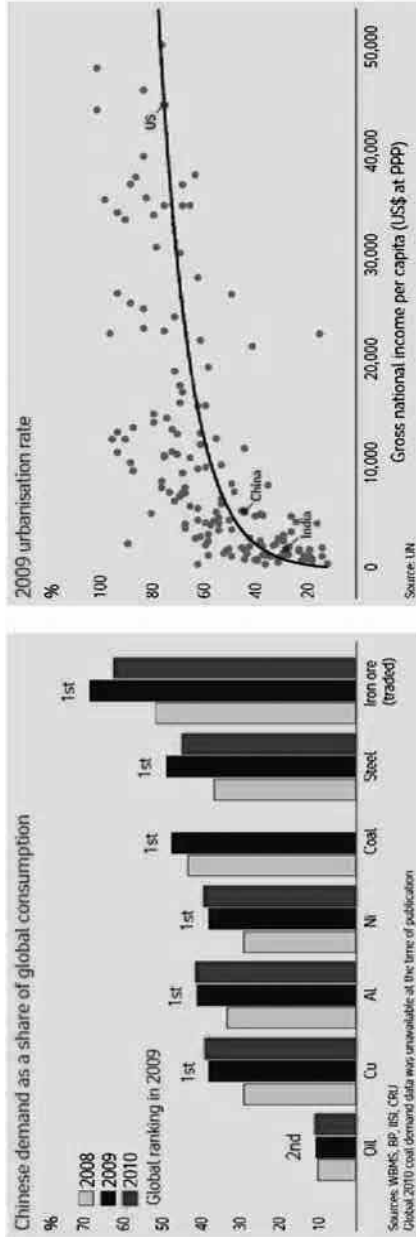 Chinese demand as a share of global consumption
%
70
60
50
40
30
20
10
2008
2009
2010
Global ranking in 2009
2nd
1st
1st
1st
1st
1st
1st
Oil
Cu
Al
Ni
Coal
Steel
Iron ore
(traded)
Sources: WBMS, BP, IISI, CRU
Global 2010 coal demand data was unavailable at the time of publication
2009 urbanisation rate
%
100
80
60
40
20
US
China
India
0
10,000
20,000
30,000
40,000
50,000
Gross national income per capita (US$ at PPP)
Source: UN